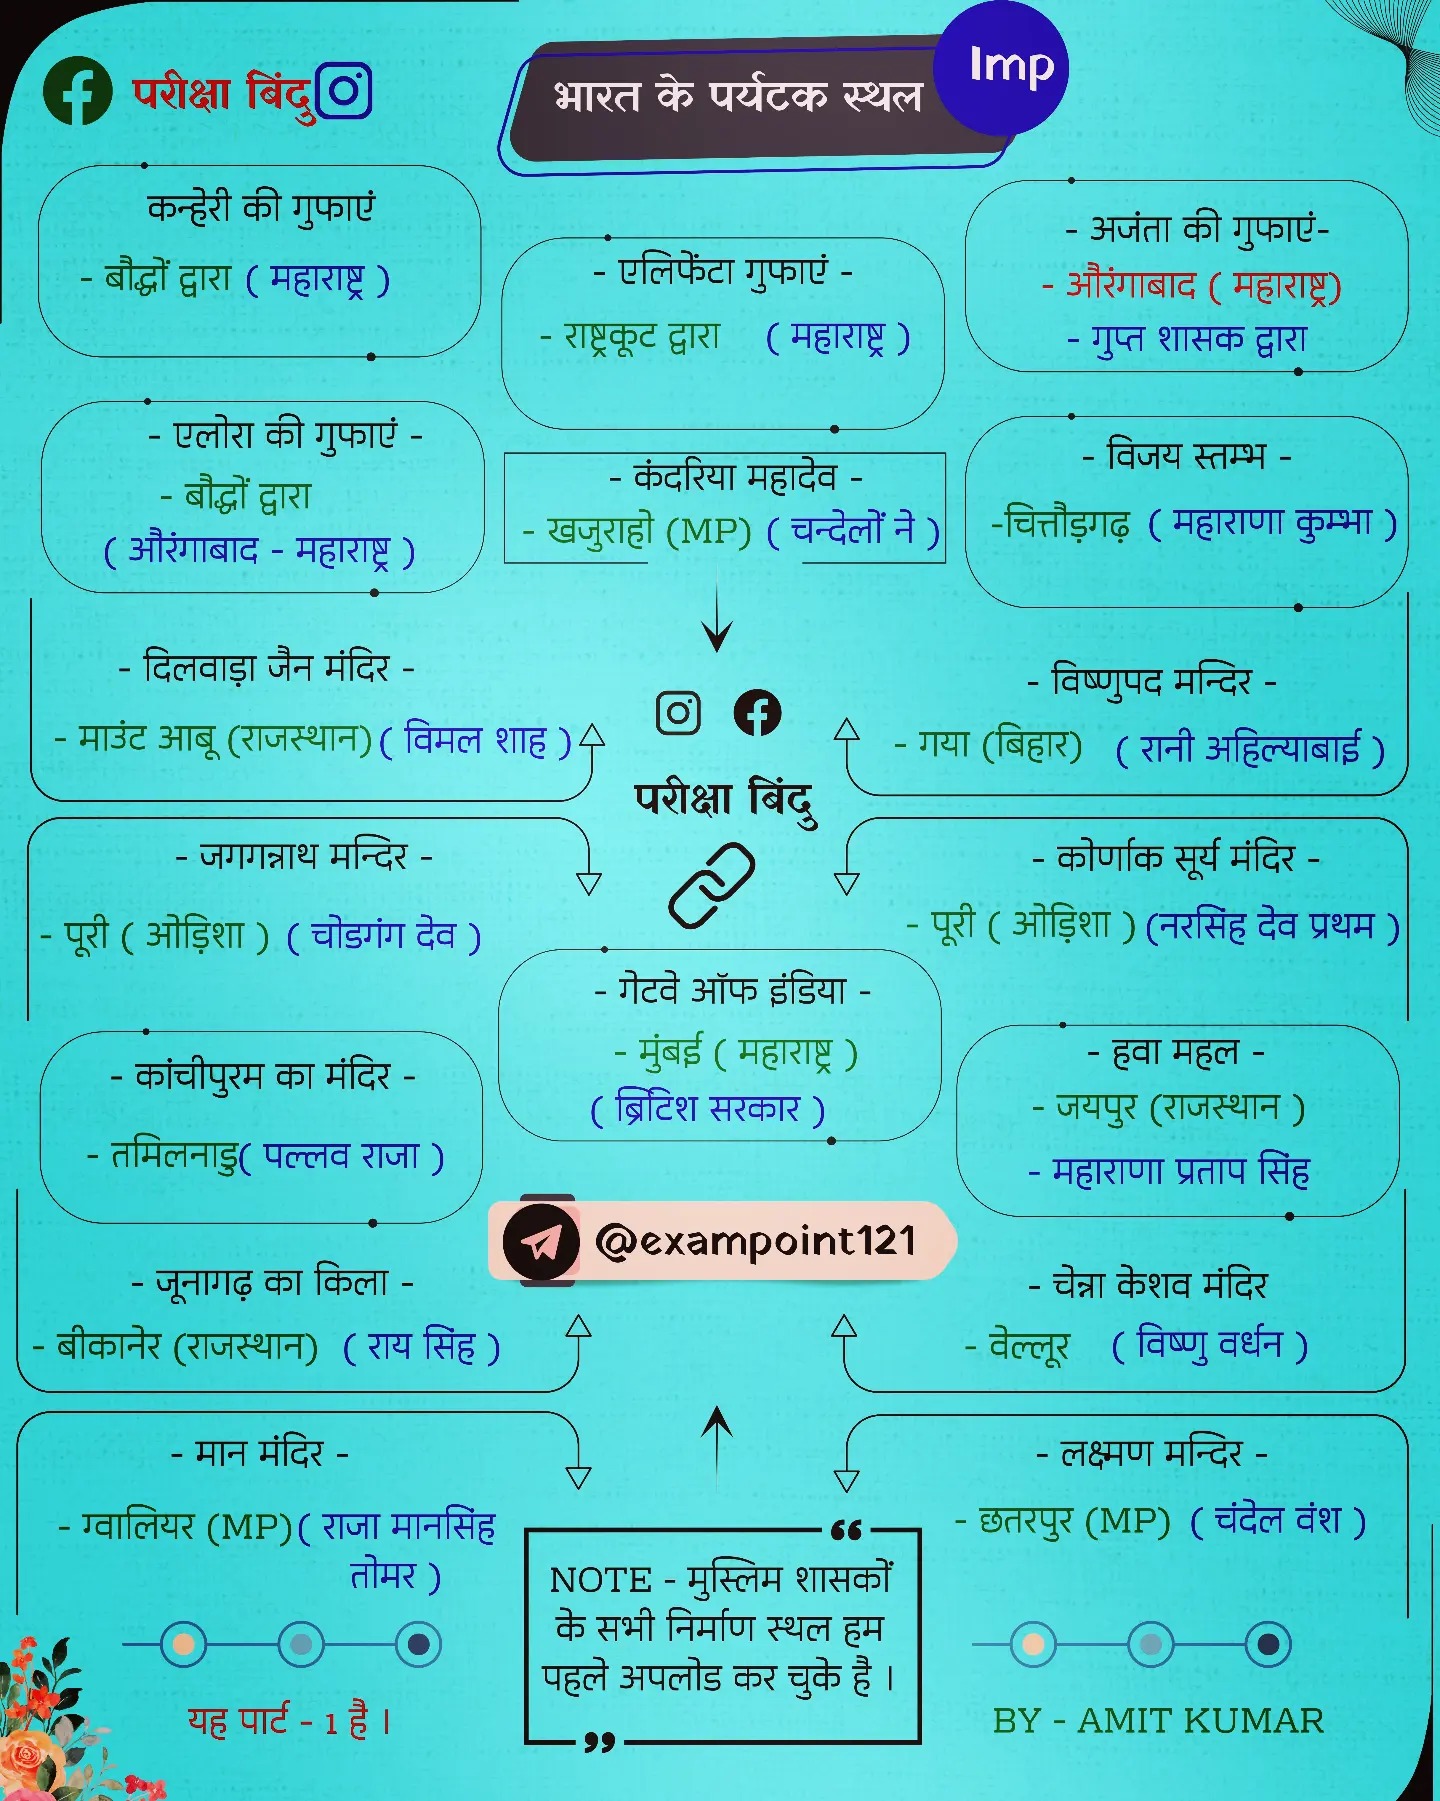 परीक्षा बिंदु
भारत के पर्यटक स्थल
Imp
कन्हेरी की गुफाएं
- बौद्धों द्वारा ( महाराष्ट्र )
- एलिफेंटा गुफाएं -
- राष्ट्रकूट द्वारा ( महाराष्ट्र )
- अजंता की गुफाएं-
- औरंगाबाद ( महाराष्ट्र)
- गुप्त शासक द्वारा
- एलोरा की गुफाएं -
- बौद्धों द्वारा
( औरंगाबाद - महाराष्ट्र )
- कंदरिया महादेव -
- खजुराहो (MP) ( चन्देलों ने )
- विजय स्तम्भ -
-चित्तौड़गढ़ ( महाराणा कुम्भा )
- दिलवाड़ा जैन मंदिर -
- माउंट आबू (राजस्थान) ( विमल शाह )
- विष्णुपद मन्दिर -
- गया (बिहार) ( रानी अहिल्याबाई )
परीक्षा बिंदु
- जगगन्नाथ मन्दिर -
- पूरी ( ओड़िशा ) ( चोडगंग देव )
- कोर्णाक सूर्य मंदिर -
- पूरी ( ओड़िशा ) (नरसिंह देव प्रथम )
- गेटवे ऑफ इंडिया -
- मुंबई ( महाराष्ट्र )
( ब्रिटिश सरकार )
- कांचीपुरम का मंदिर -
- तमिलनाडु( पल्लव राजा )
- हवा महल -
- जयपुर (राजस्थान )
- महाराणा प्रताप सिंह
@exampoint121
- जूनागढ़ का किला -
- बीकानेर (राजस्थान) ( राय सिंह )
- चेन्ना केशव मंदिर
- वेल्लूर ( विष्णु वर्धन )
- मान मंदिर -
- ग्वालियर (MP) ( राजा मानसिंह
तोमर )
- लक्ष्मण मन्दिर -
- छतरपुर (MP) ( चंदेल वंश )
NOTE - मुस्लिम शासकों
के सभी निर्माण स्थल हम
पहले अपलोड कर चुके है ।
यह पार्ट - 1 है ।
BY - AMIT KUMAR